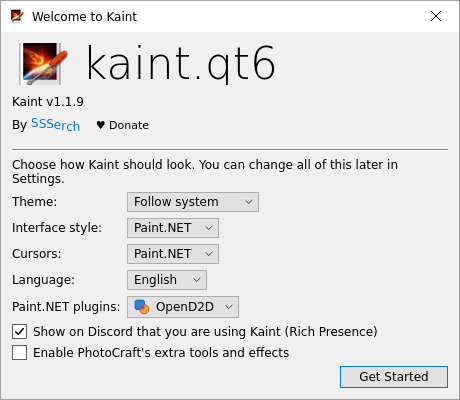 Welcome to Kaint
kaint.qt6
Kaint v1.1.9
By SSSerch ♥ Donate
Choose how Kaint should look. You can change all of this later in
Settings.
Theme: Follow system
Interface style: Paint.NET
Cursors: Paint.NET
Language: English
Paint.NET plugins: OpenD2D
Show on Discord that you are using Kaint (Rich Presence)
Enable PhotoCraft's extra tools and effects
Get Started